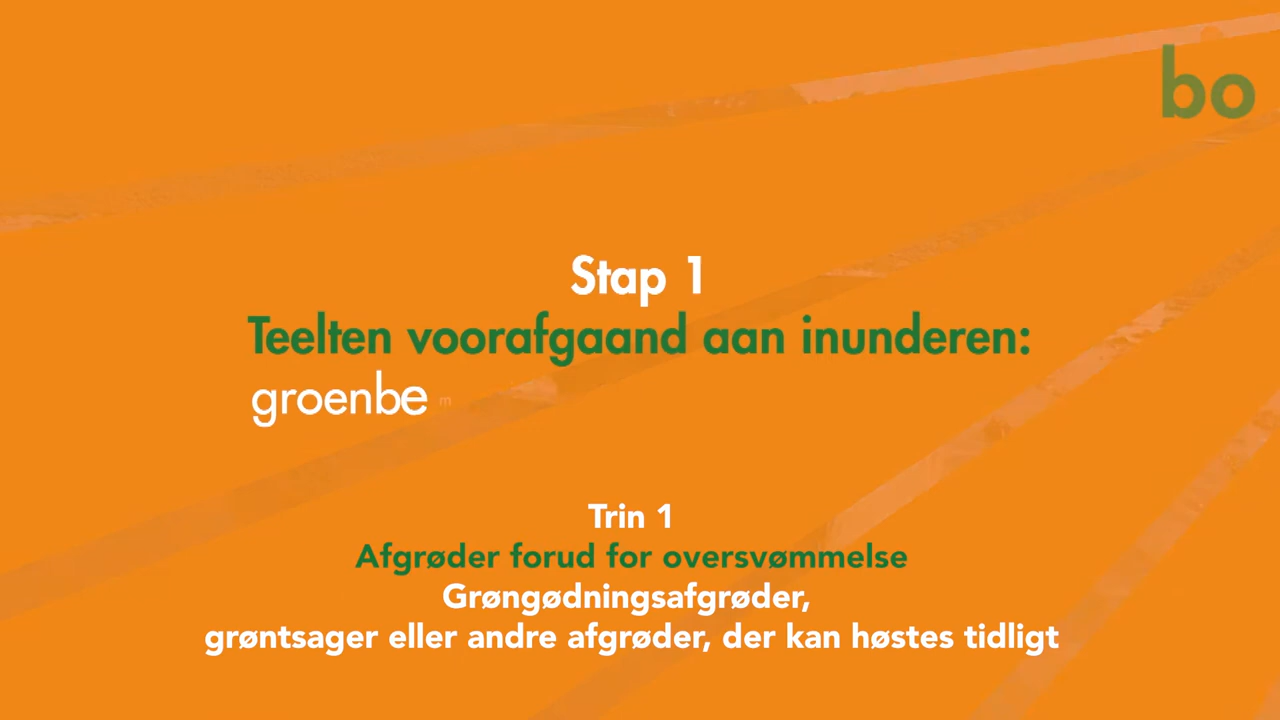 bo
Stap 1
Teelten voorafgaand aan inunderen:
groenbem
Trin 1
Afgrøder forud for oversvømmelse
Grøngødningsafgrøder,
grøntsager eller andre afgrøder, der kan høstes tidligt